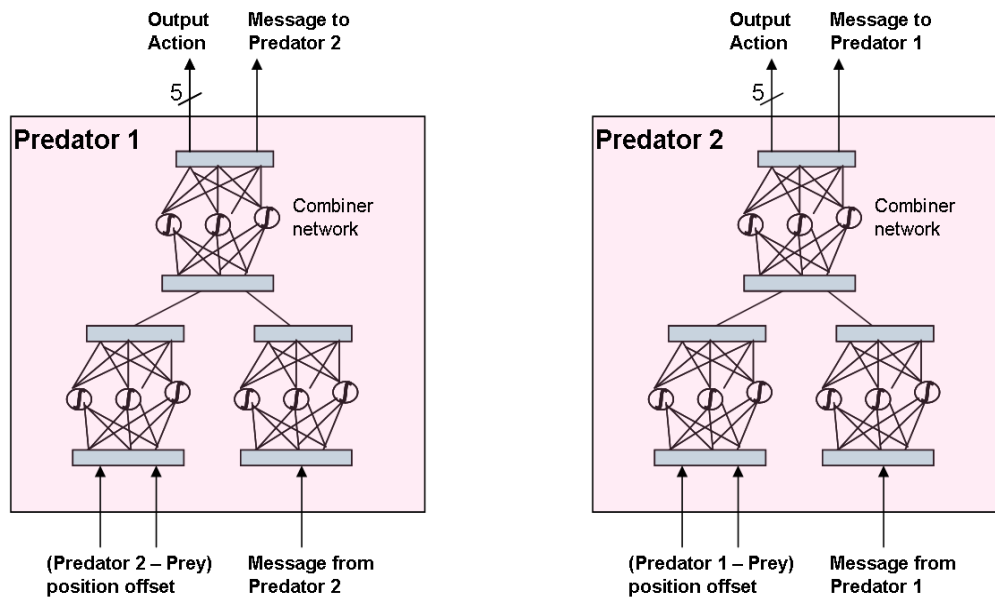 Output
Action
Message to
Predator 2
5
Predator 1
Combiner
network
(Predator 2 – Prey)
position offset
Message from
Predator 2
Output
Action
Message to
Predator 1
5
Predator 2
Combiner
network
(Predator 1 – Prey)
position offset
Message from
Predator 1